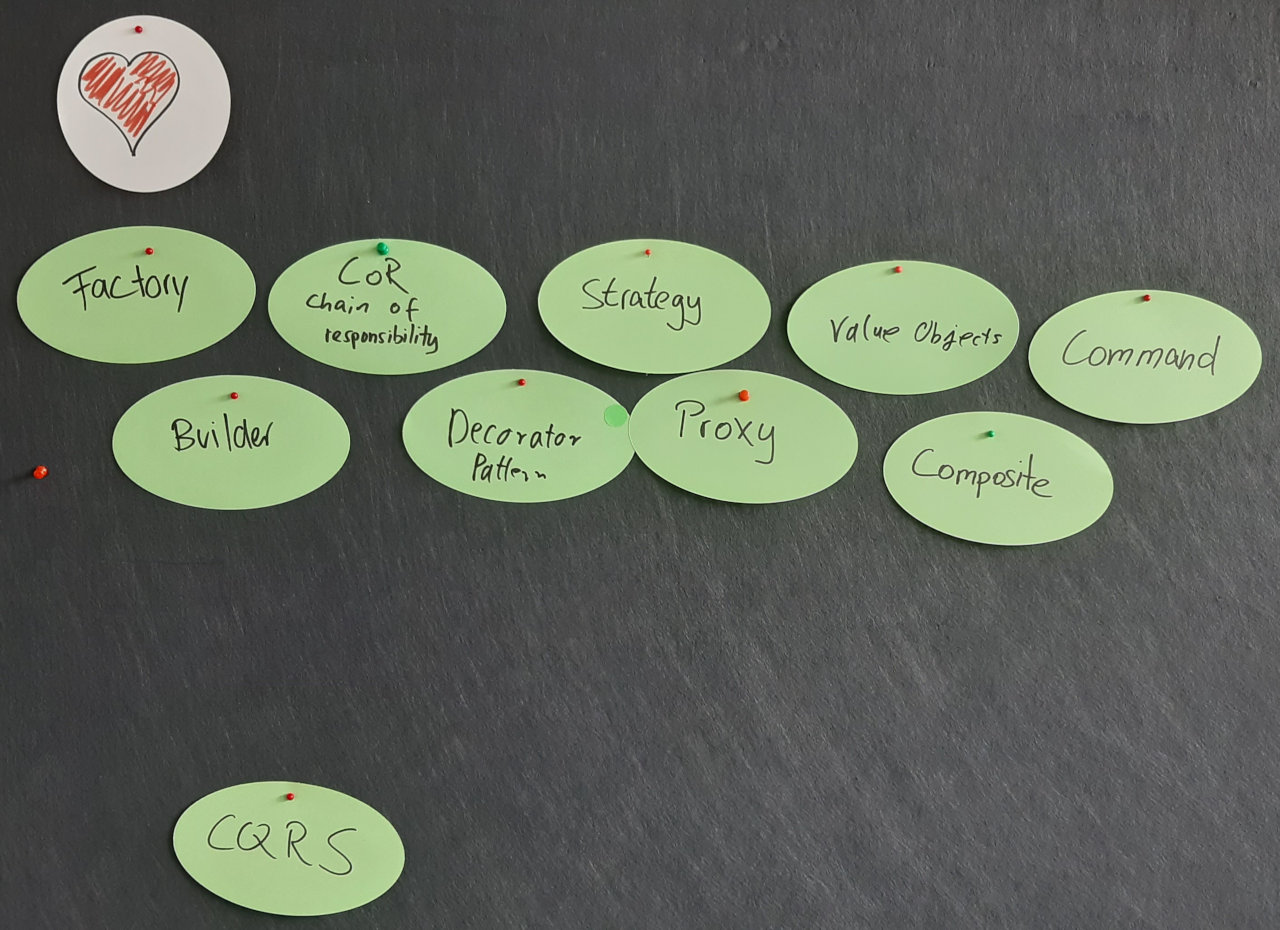 Factory
CoR
Chain of
responsibility
Strategy
Value Objects
Command
Builder
Decorator
Pattern
Proxy
Composite
CQRS